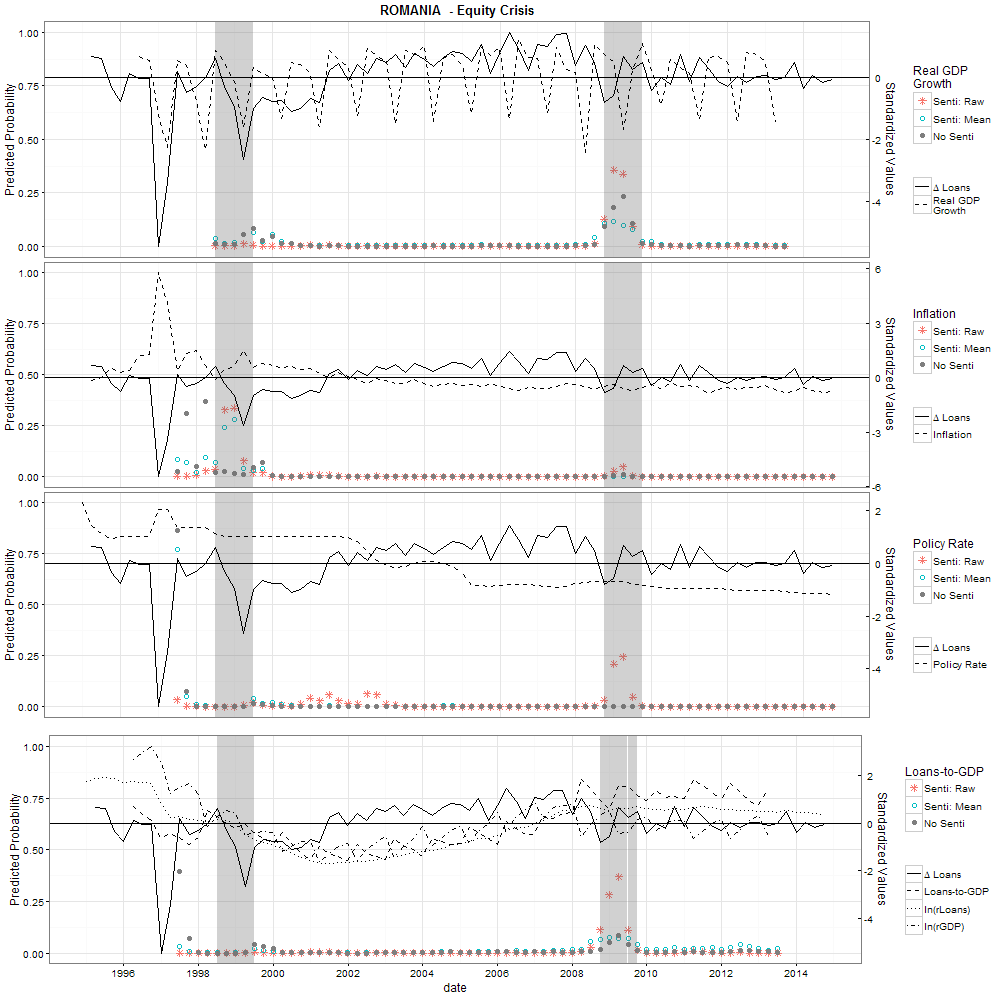 ROMANIA - Equity Crisis
1.00
0.75
0.50
0.25
0.00
Predicted Probability
0
-2
-4
Standardized Values
Real GDP
Growth
Senti: Raw
Senti: Mean
No Senti
Δ Loans
Real GDP
Growth
1.00
0.75
0.50
0.25
0.00
Predicted Probability
6
3
0
-3
-6
Standardized Values
Inflation
Senti: Raw
Senti: Mean
No Senti
Δ Loans
Inflation
1.00
0.75
0.50
0.25
0.00
Predicted Probability
2
0
-2
-4
Standardized Values
Policy Rate
Senti: Raw
Senti: Mean
No Senti
Δ Loans
Policy Rate
1.00
0.75
0.50
0.25
0.00
Predicted Probability
2
0
-2
-4
Standardized Values
Loans-to-GDP
Senti: Raw
Senti: Mean
No Senti
Δ Loans
Loans-to-GDP
ln(rLoans)
ln(rGDP)
1996 1998 2000 2002 2004 2006 2008 2010 2012 2014
date